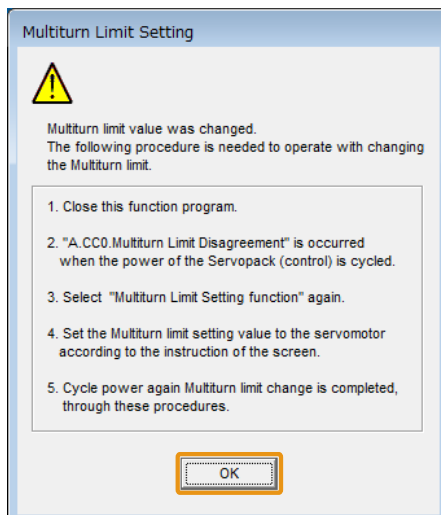 Multiturn Limit Setting
Multiturn limit value was changed.
The following procedure is needed to operate with changing
the Multiturn limit.
1. Close this function program.
2. "A.CC0.Multiturn Limit Disagreement" is occurred
when the power of the Servopack (control) is cycled.
3. Select "Multiturn Limit Setting function" again.
4. Set the Multiturn limit setting value to the servomotor
according to the instruction of the screen.
5. Cycle power again Multiturn limit change is completed,
through these procedures.
OK